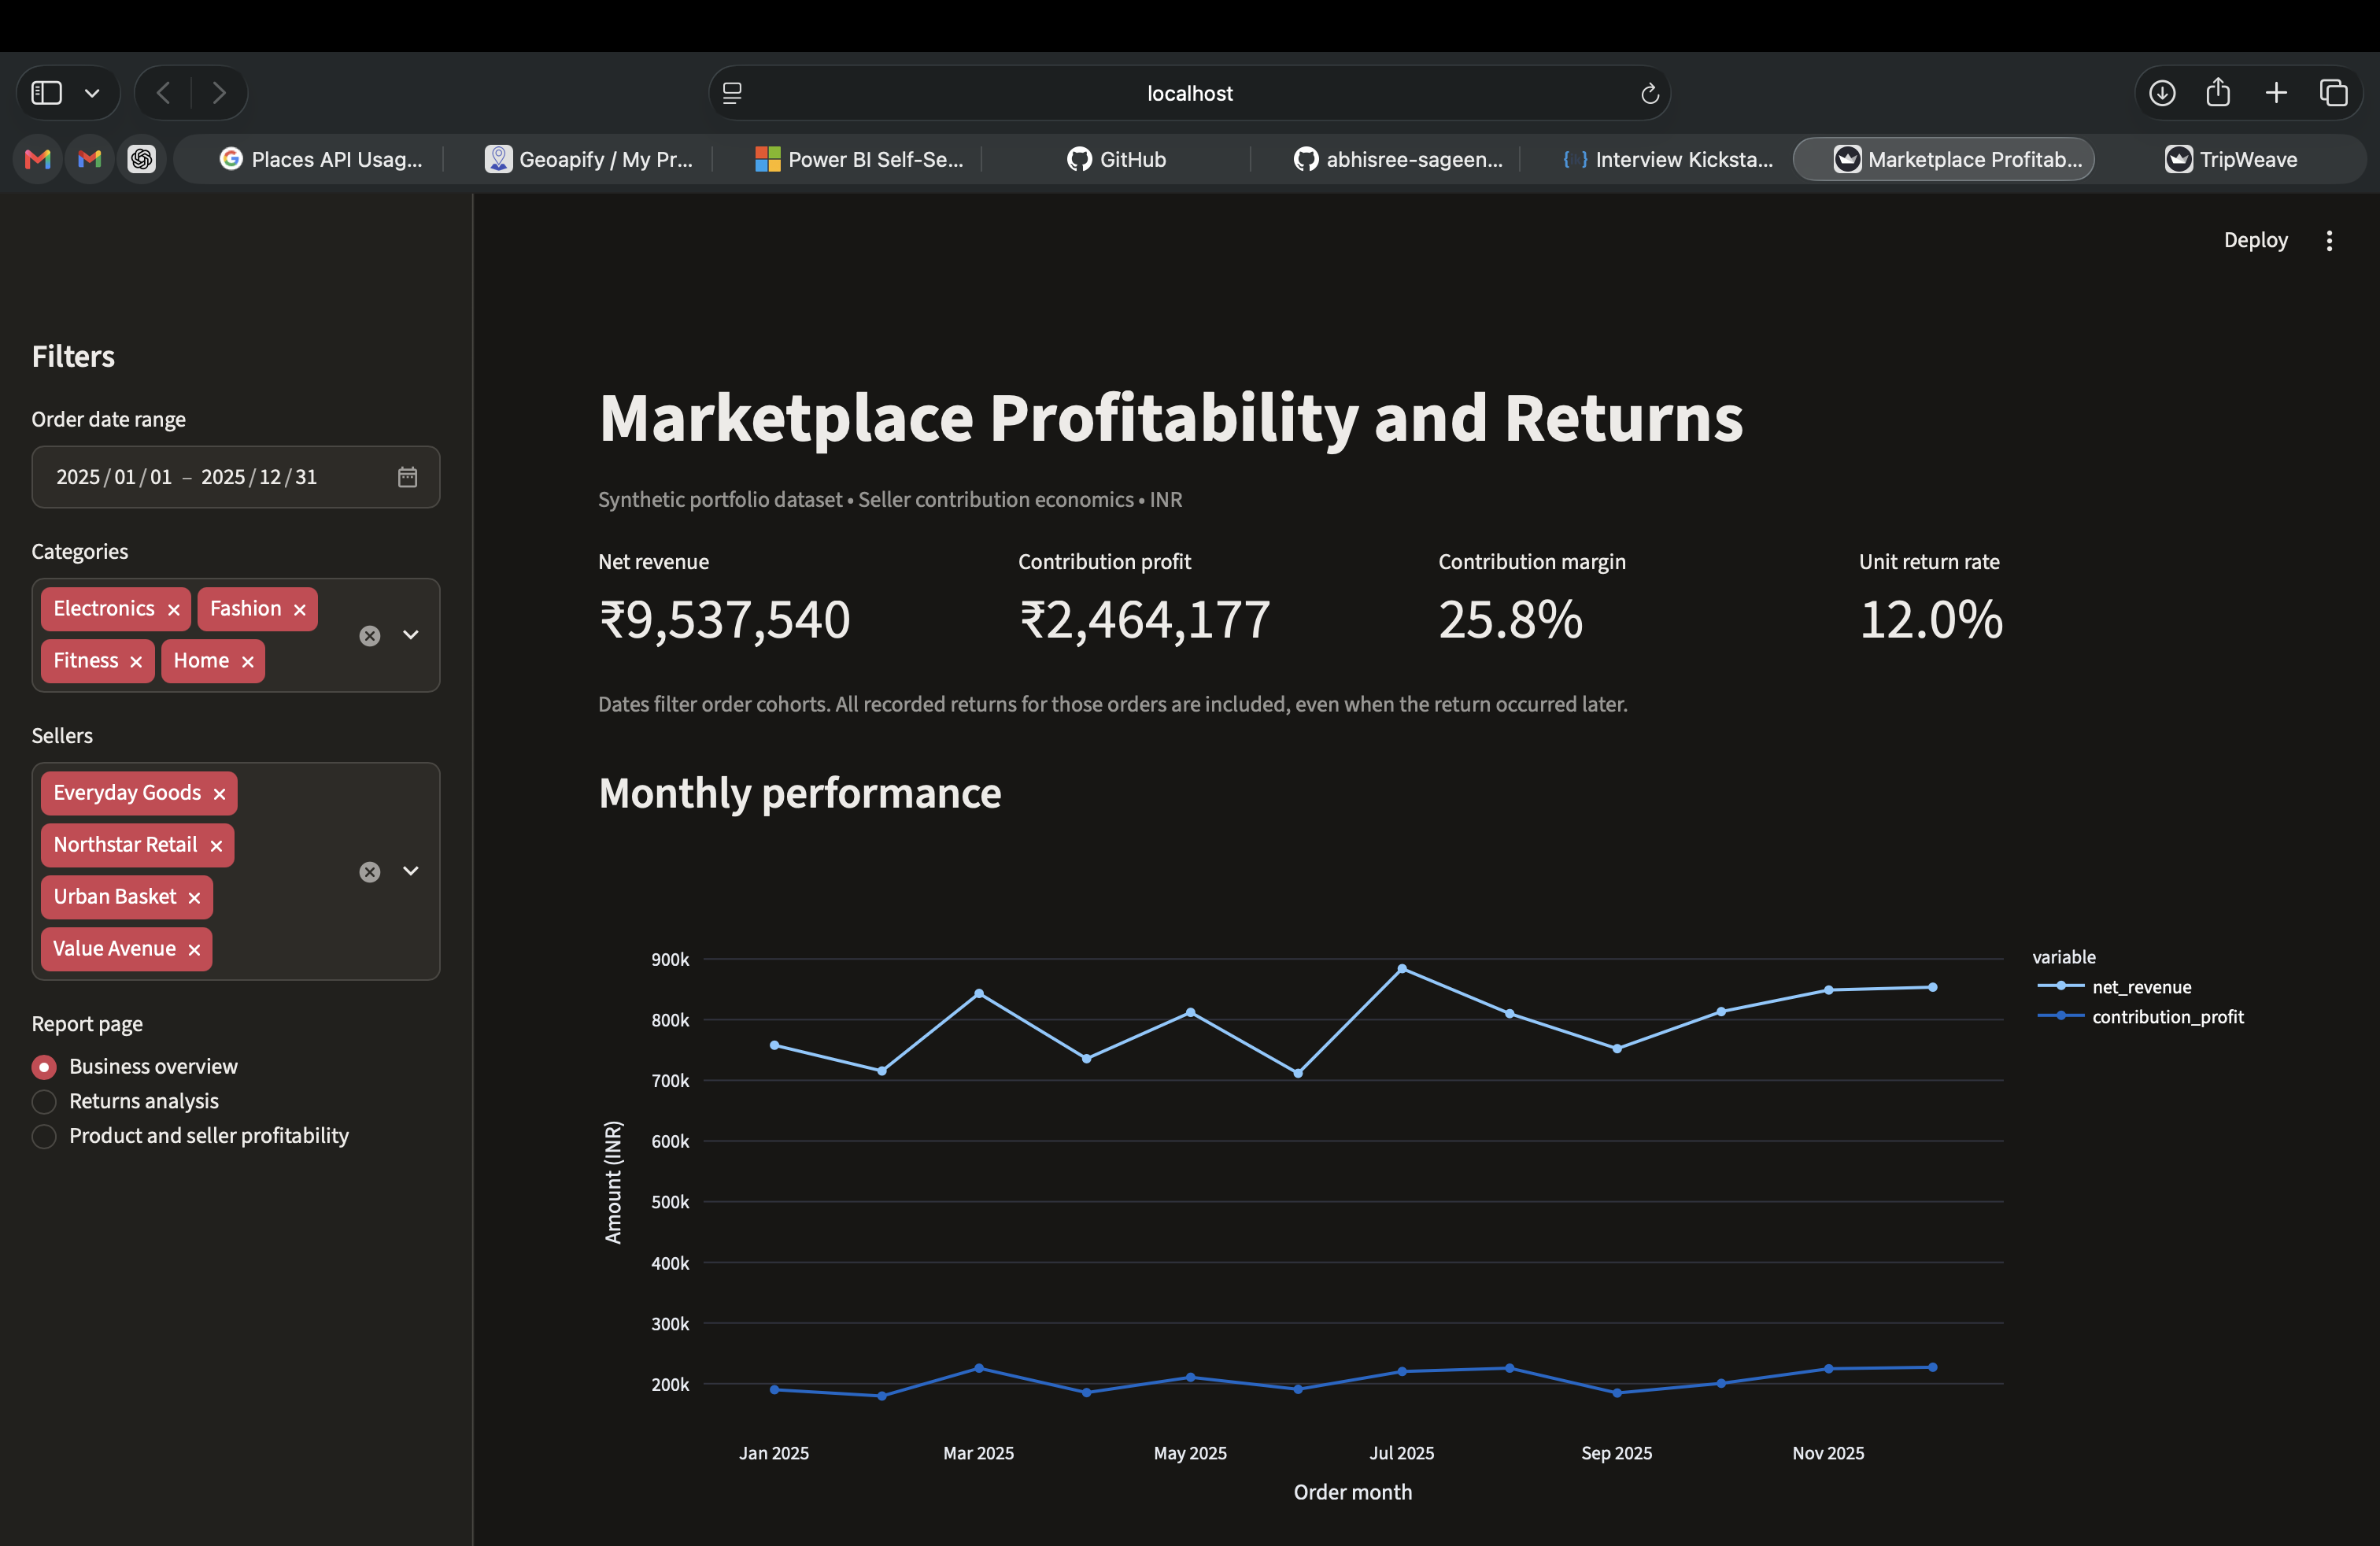 localhost
Places API Usag...
Geoapify / My Pr...
Power BI Self-Se...
GitHub
abhisree-sageen...
Interview Kicksta...
Marketplace Profitab...
TripWeave
Deploy
Filters
Order date range
2025/01/01 – 2025/12/31
Categories
Electronics
Fashion
Fitness
Home
Sellers
Everyday Goods
Northstar Retail
Urban Basket
Value Avenue
Report page
Business overview
Returns analysis
Product and seller profitability
Marketplace Profitability and Returns
Synthetic portfolio dataset • Seller contribution economics • INR
Net revenue
₹9,537,540
Contribution profit
₹2,464,177
Contribution margin
25.8%
Unit return rate
12.0%
Dates filter order cohorts. All recorded returns for those orders are included, even when the return occurred later.
Monthly performance
900k
800k
700k
600k
500k
400k
300k
200k
Amount (INR)
Jan 2025
Mar 2025
May 2025
Jul 2025
Sep 2025
Nov 2025
Order month
variable
net_revenue
contribution_profit